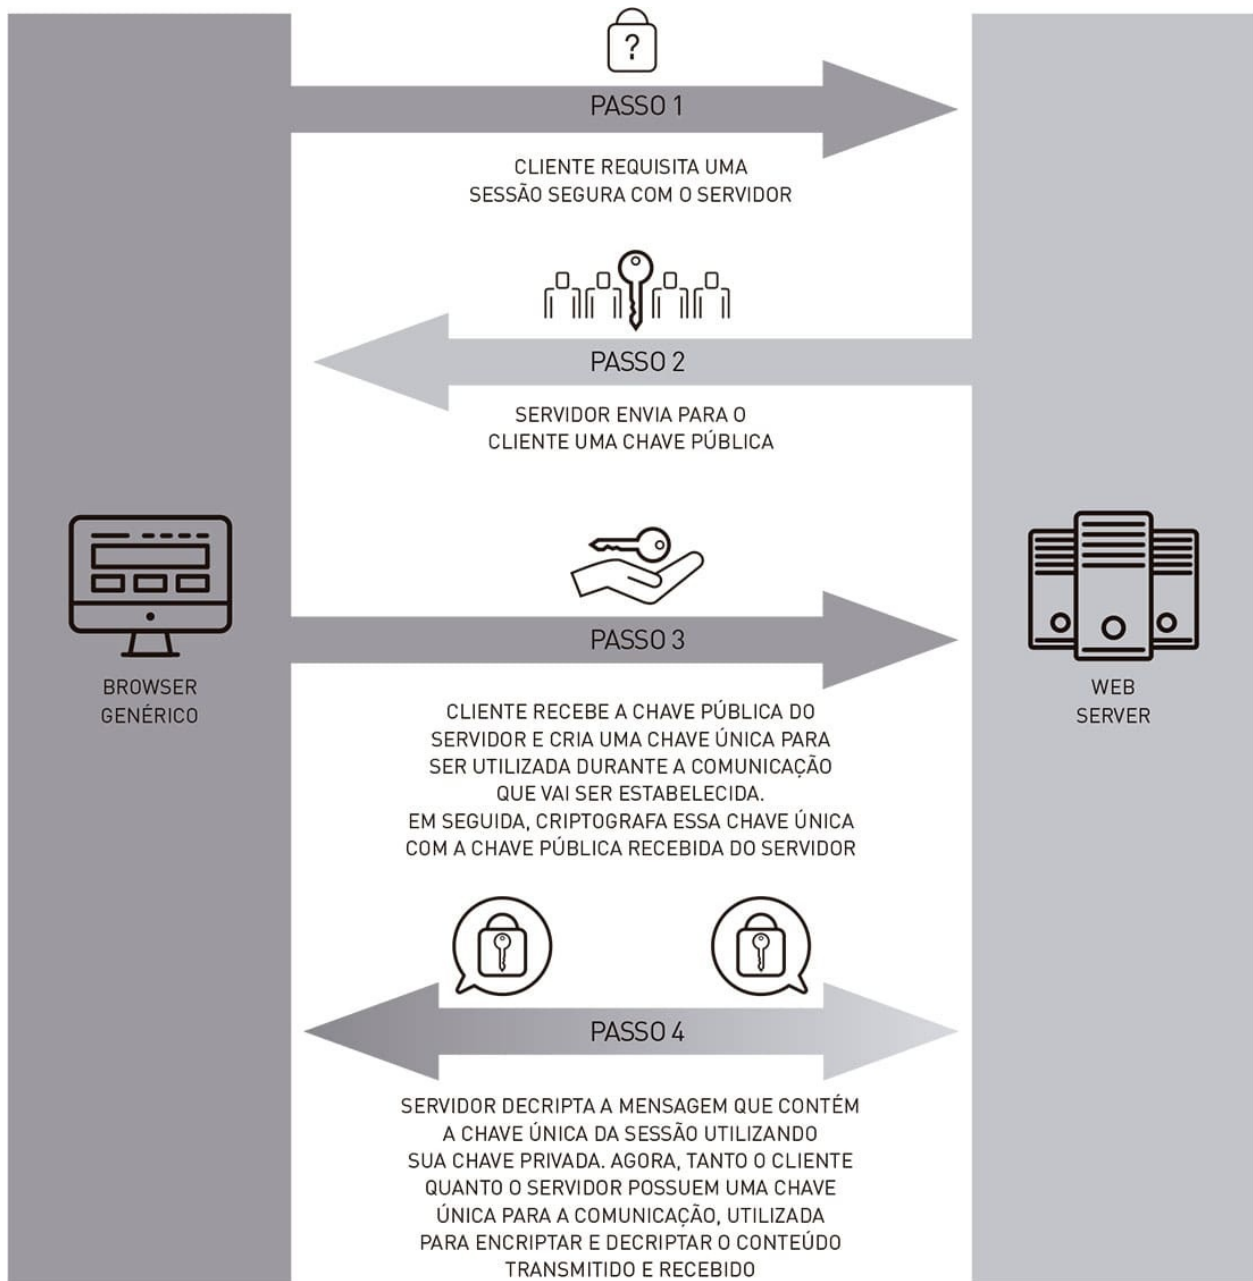 ?
PASSO 1
CLIENTE REQUISITA UMA
SESSÃO SEGURA COM O SERVIDOR
PASSO 2
SERVIDOR ENVIA PARA O
CLIENTE UMA CHAVE PÚBLICA
PASSO 3
BROWSER
GENÉRICO
WEB
SERVER
CLIENTE RECEBE A CHAVE PÚBLICA DO
SERVIDOR E CRIA UMA CHAVE ÚNICA PARA
SER UTILIZADA DURANTE A COMUNICAÇÃO
QUE VAI SER ESTABELECIDA.
EM SEGUIDA, CRIPTOGRAFA ESSA CHAVE ÚNICA
COM A CHAVE PÚBLICA RECEBIDA DO SERVIDOR
PASSO 4
SERVIDOR DECRIPTA A MENSAGEM QUE CONTÉM
A CHAVE ÚNICA DA SESSÃO UTILIZANDO
SUA CHAVE PRIVADA. AGORA, TANTO O CLIENTE
QUANTO O SERVIDOR POSSUEM UMA CHAVE
ÚNICA PARA A COMUNICAÇÃO, UTILIZADA
PARA ENCRIPTAR E DECRIPTAR O CONTEÚDO
TRANSMITIDO E RECEBIDO